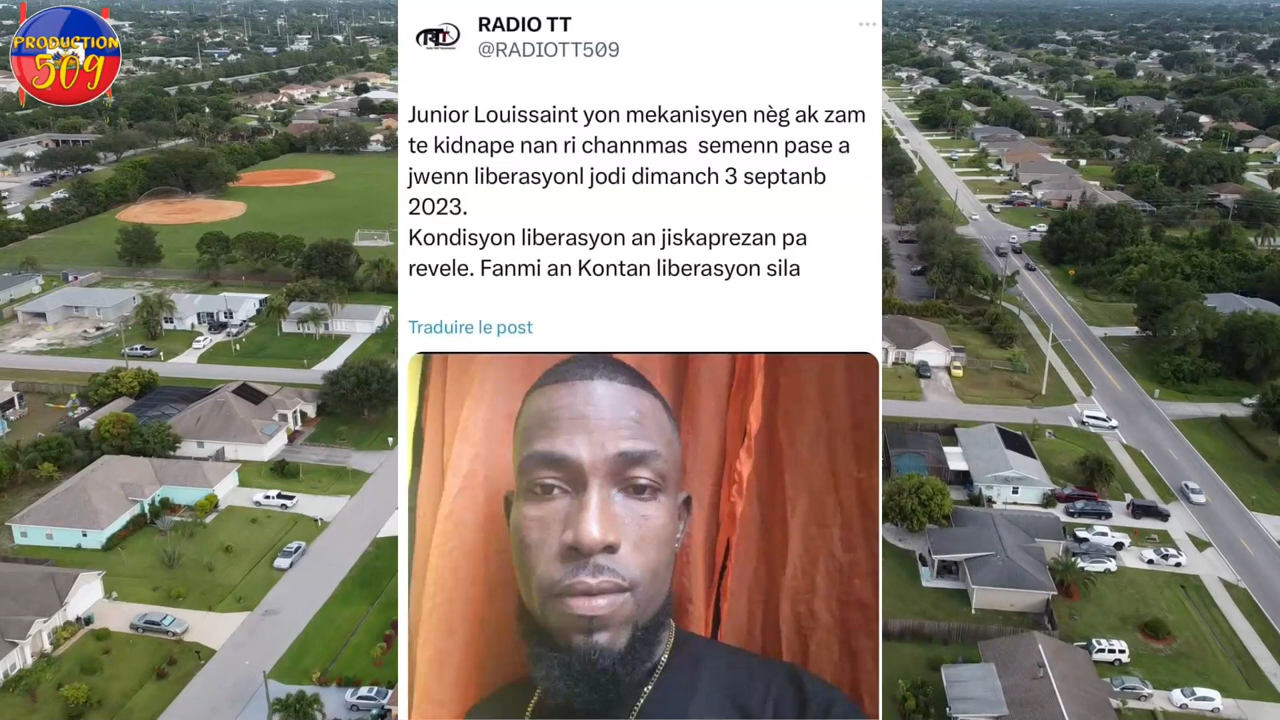 PRODUCTION
509
RADIO TT
@RADIOTT509
Junior Louissaint yon mekanisyen nèg ak zam
te kidnape nan ri channmas semenn pase a
jwenn liberasyonl jodi dimanch 3 septanb
2023.
Kondisyon liberasyon an jiskaprezan pa
revele. Fanmi an Kontan liberasyon sila
Traduire le post